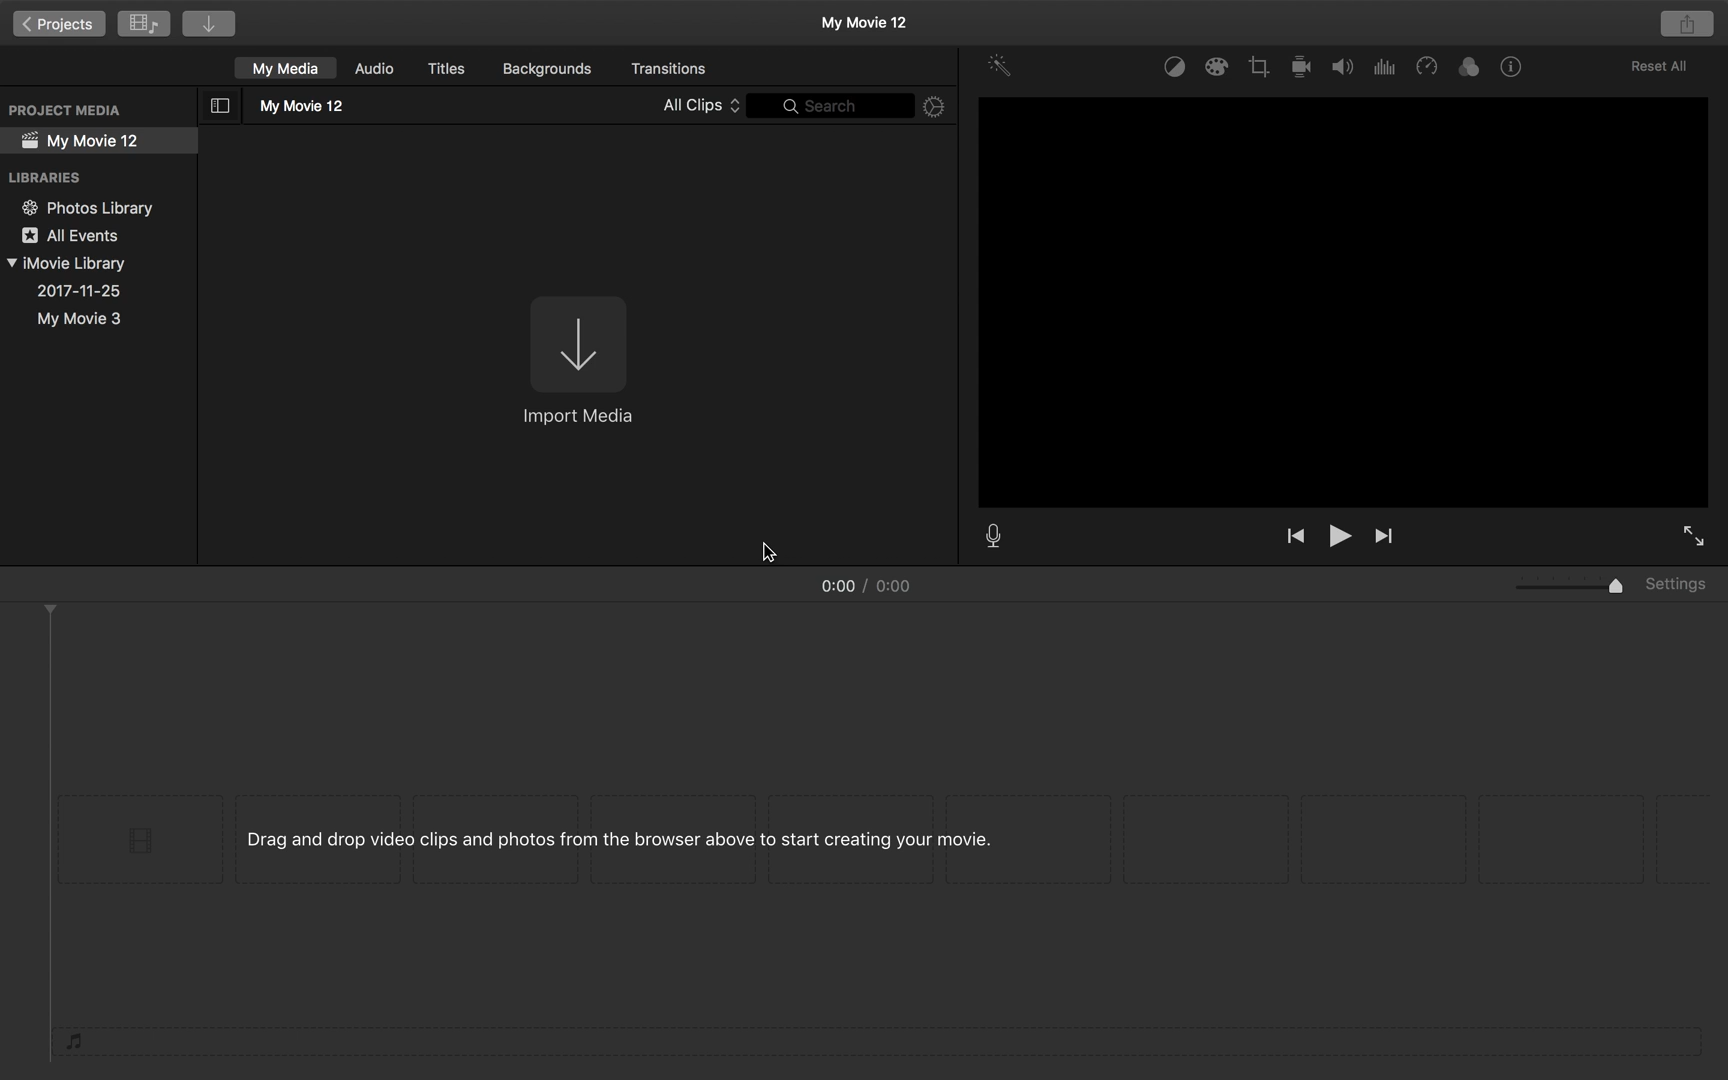 Projects
My Movie 12
My Media
Audio
Titles
Backgrounds
Transitions
Reset All
PROJECT MEDIA
My Movie 12
LIBRARIES
Photos Library
All Events
iMovie Library
2017-11-25
My Movie 3
My Movie 12
All Clips
Search
Import Media
0:00 / 0:00
Settings
Drag and drop video clips and photos from the browser above to start creating your movie.